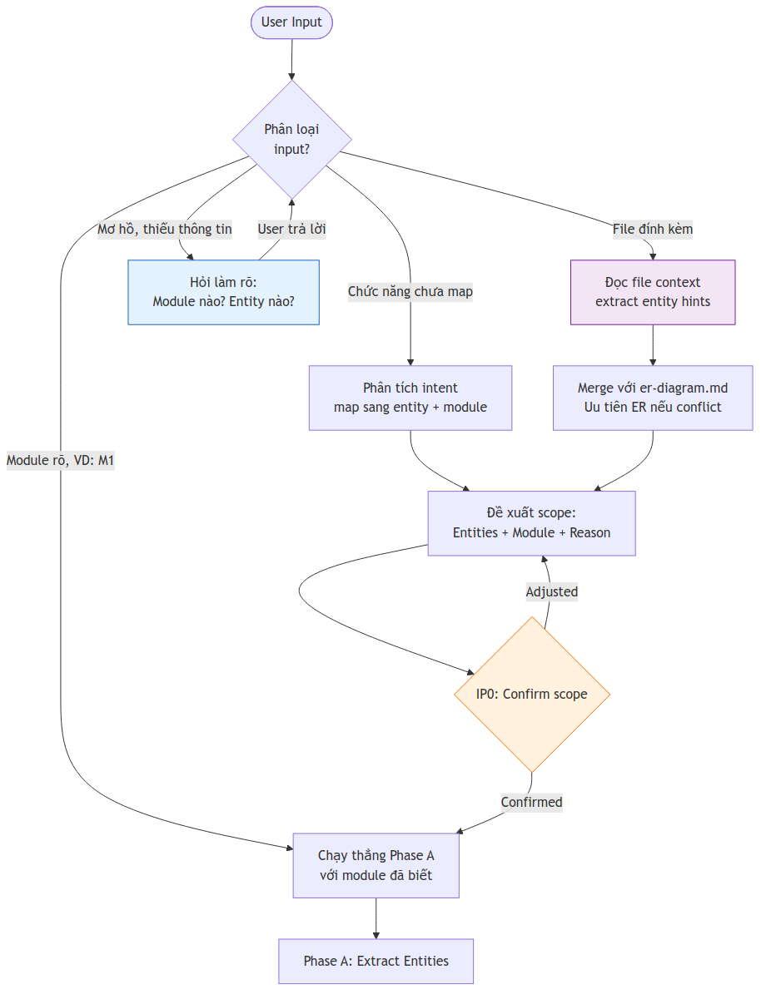 User Input
Phân loại
input?
Mơ hồ, thiếu thông tin
User trả lời
File đính kèm
Hỏi làm rõ:
Module nào? Entity nào?
Đọc file context
extract entity hints
Chức năng chưa map
Phân tích intent
map sang entity + module
Merge với er-diagram.md
Ưu tiên ER nếu conflict
Module rõ, VD: M1
Đề xuất scope:
Entities + Module + Reason
Adjusted
IP0: Confirm scope
Confirmed
Chạy thẳng Phase A
với module đã biết
Phase A: Extract Entities